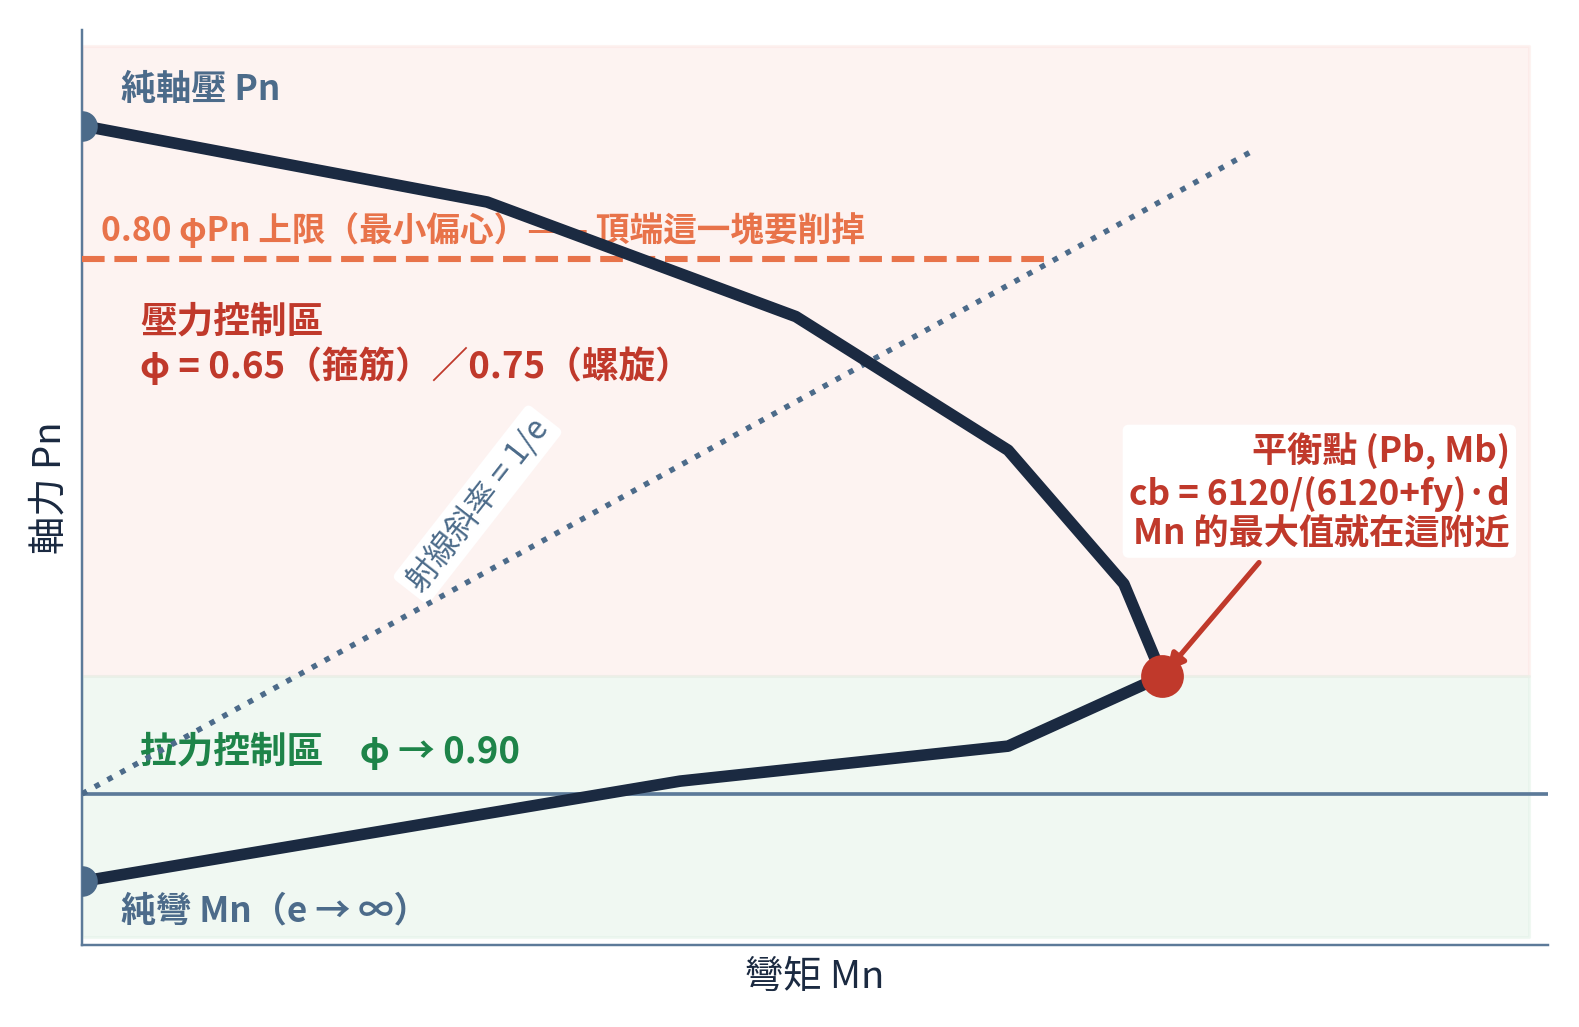 純軸壓 Pn
0.80 ϕPn 上限（最小偏心）—— 頂端這一塊要削掉
壓力控制區
ϕ = 0.65（箍筋）／0.75（螺旋）
射線斜率 = 1/e
平衡點 (Pb, Mb)
cb = 6120/(6120+fy)·d
Mn 的最大值就在這附近
軸力 Pn
拉力控制區　ϕ → 0.90
純彎 Mn（e → ∞）
彎矩 Mn